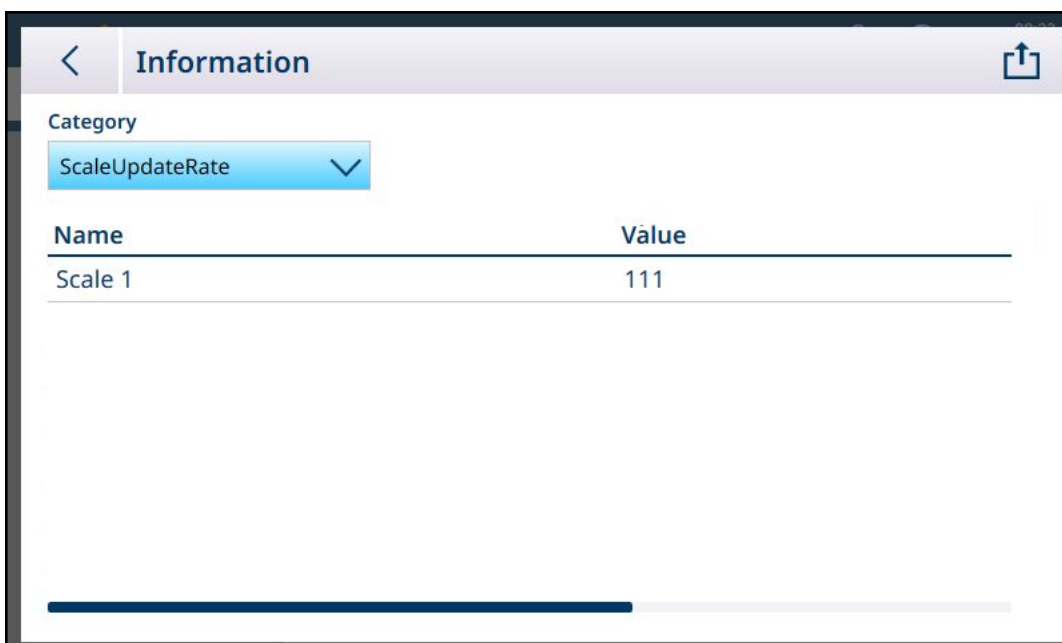 Information
Category
ScaleUpdateRate
Name Value
Scale 1 111